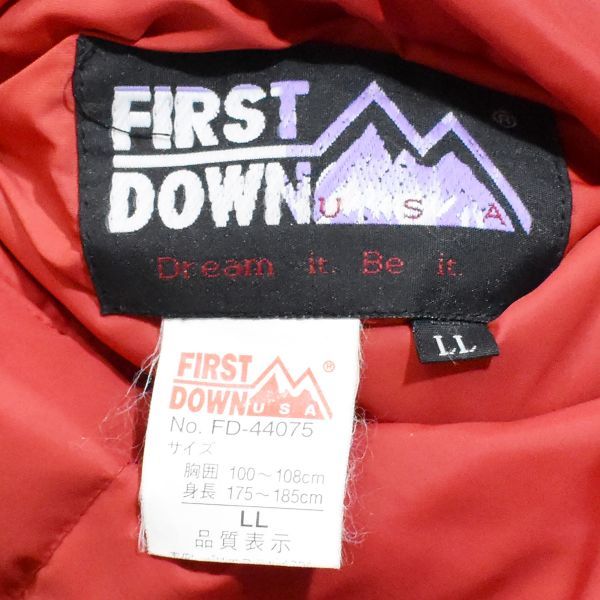 FIRST
DOWN USA
®
Dream it. Be it.
LL
FIRST
DOWN USA
®
No. FD-44075
サイズ
胸囲 100～108cm
身長 175～185cm
LL
品質表示